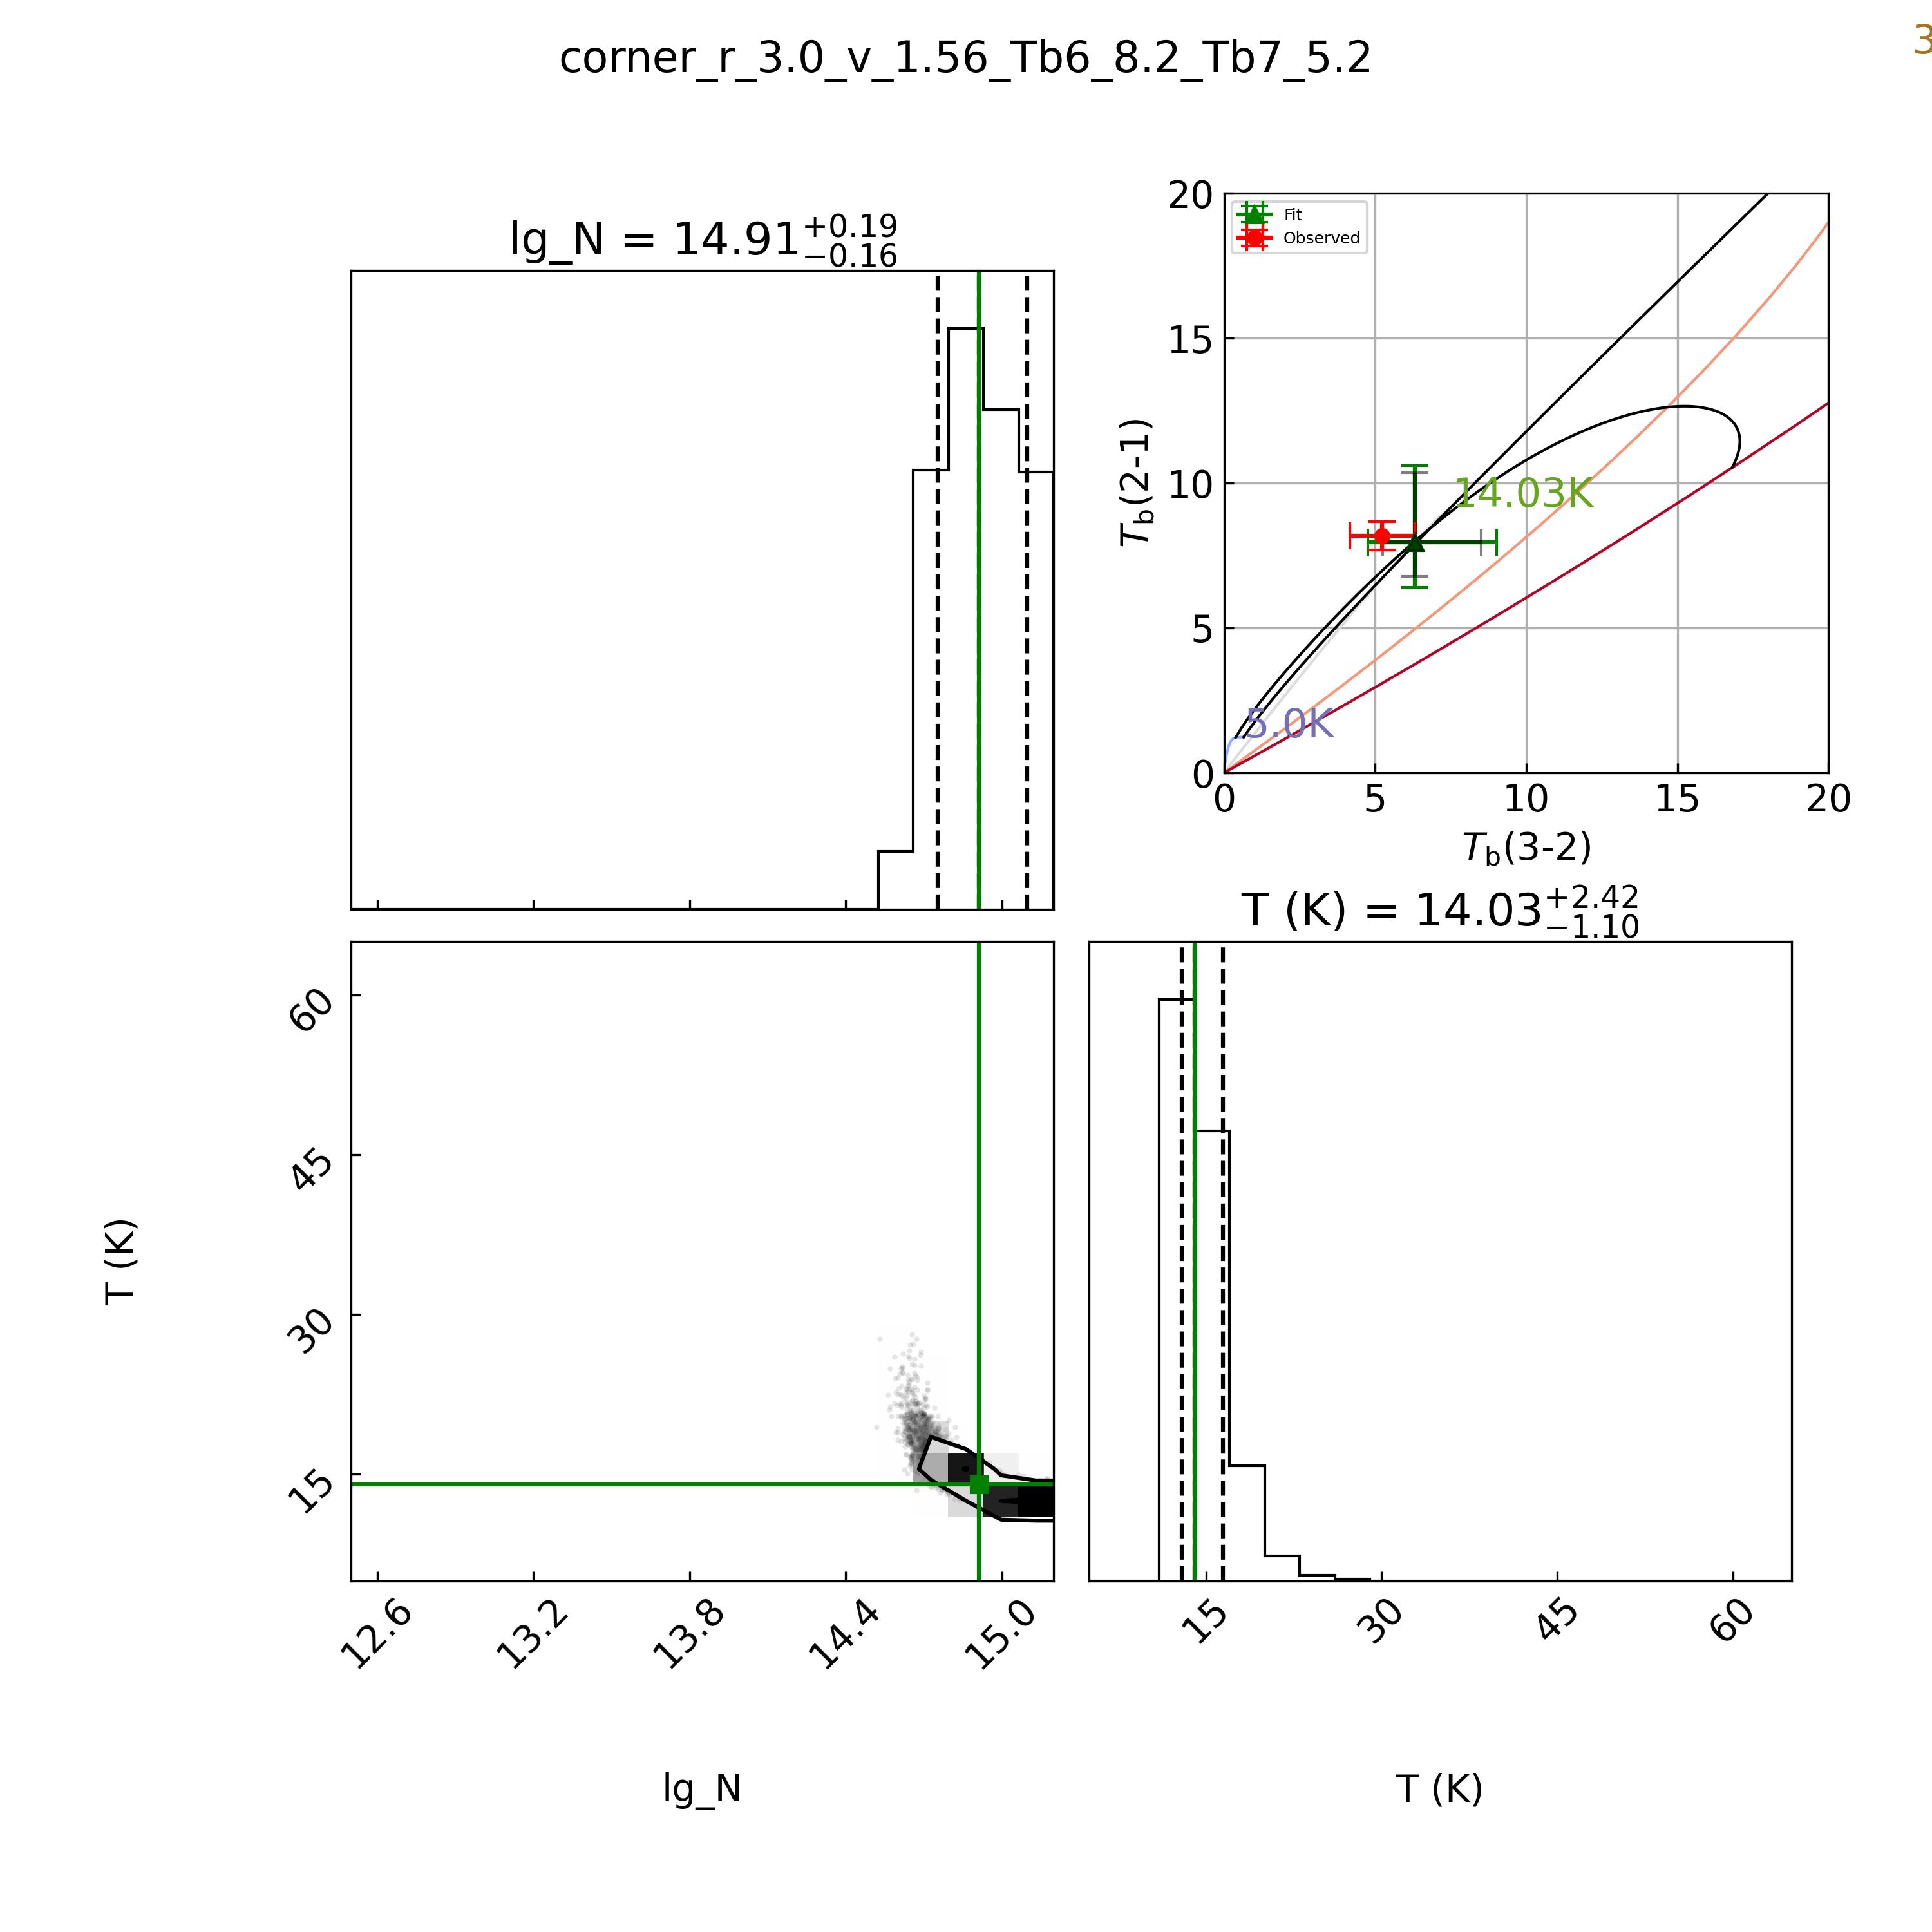 corner_r_3.0_v_1.56_Tb6_8.2_Tb7_5.2
3
lg_N = 14.91+0.19−0.16
20
15
10
5
0
Fit
Observed
14.03K
5.0K
Tb(2-1)
0 5 10 15 20
Tb(3-2)
T (K) = 14.03+2.42−1.10
60
45
30
15
T (K)
12.6 13.2 13.8 14.4 15.0
15 30 45 60
lg_N
T (K)